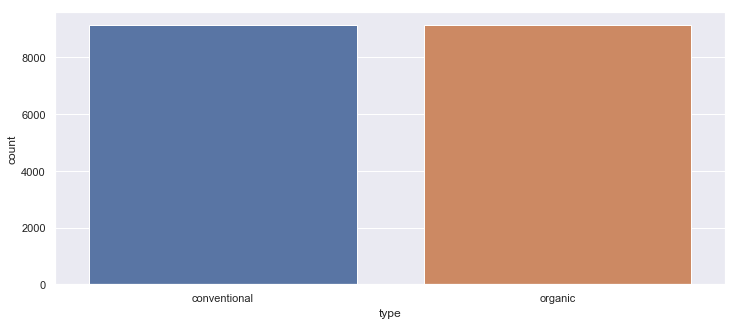 8000
6000
4000
2000
0
count
conventional
organic
type